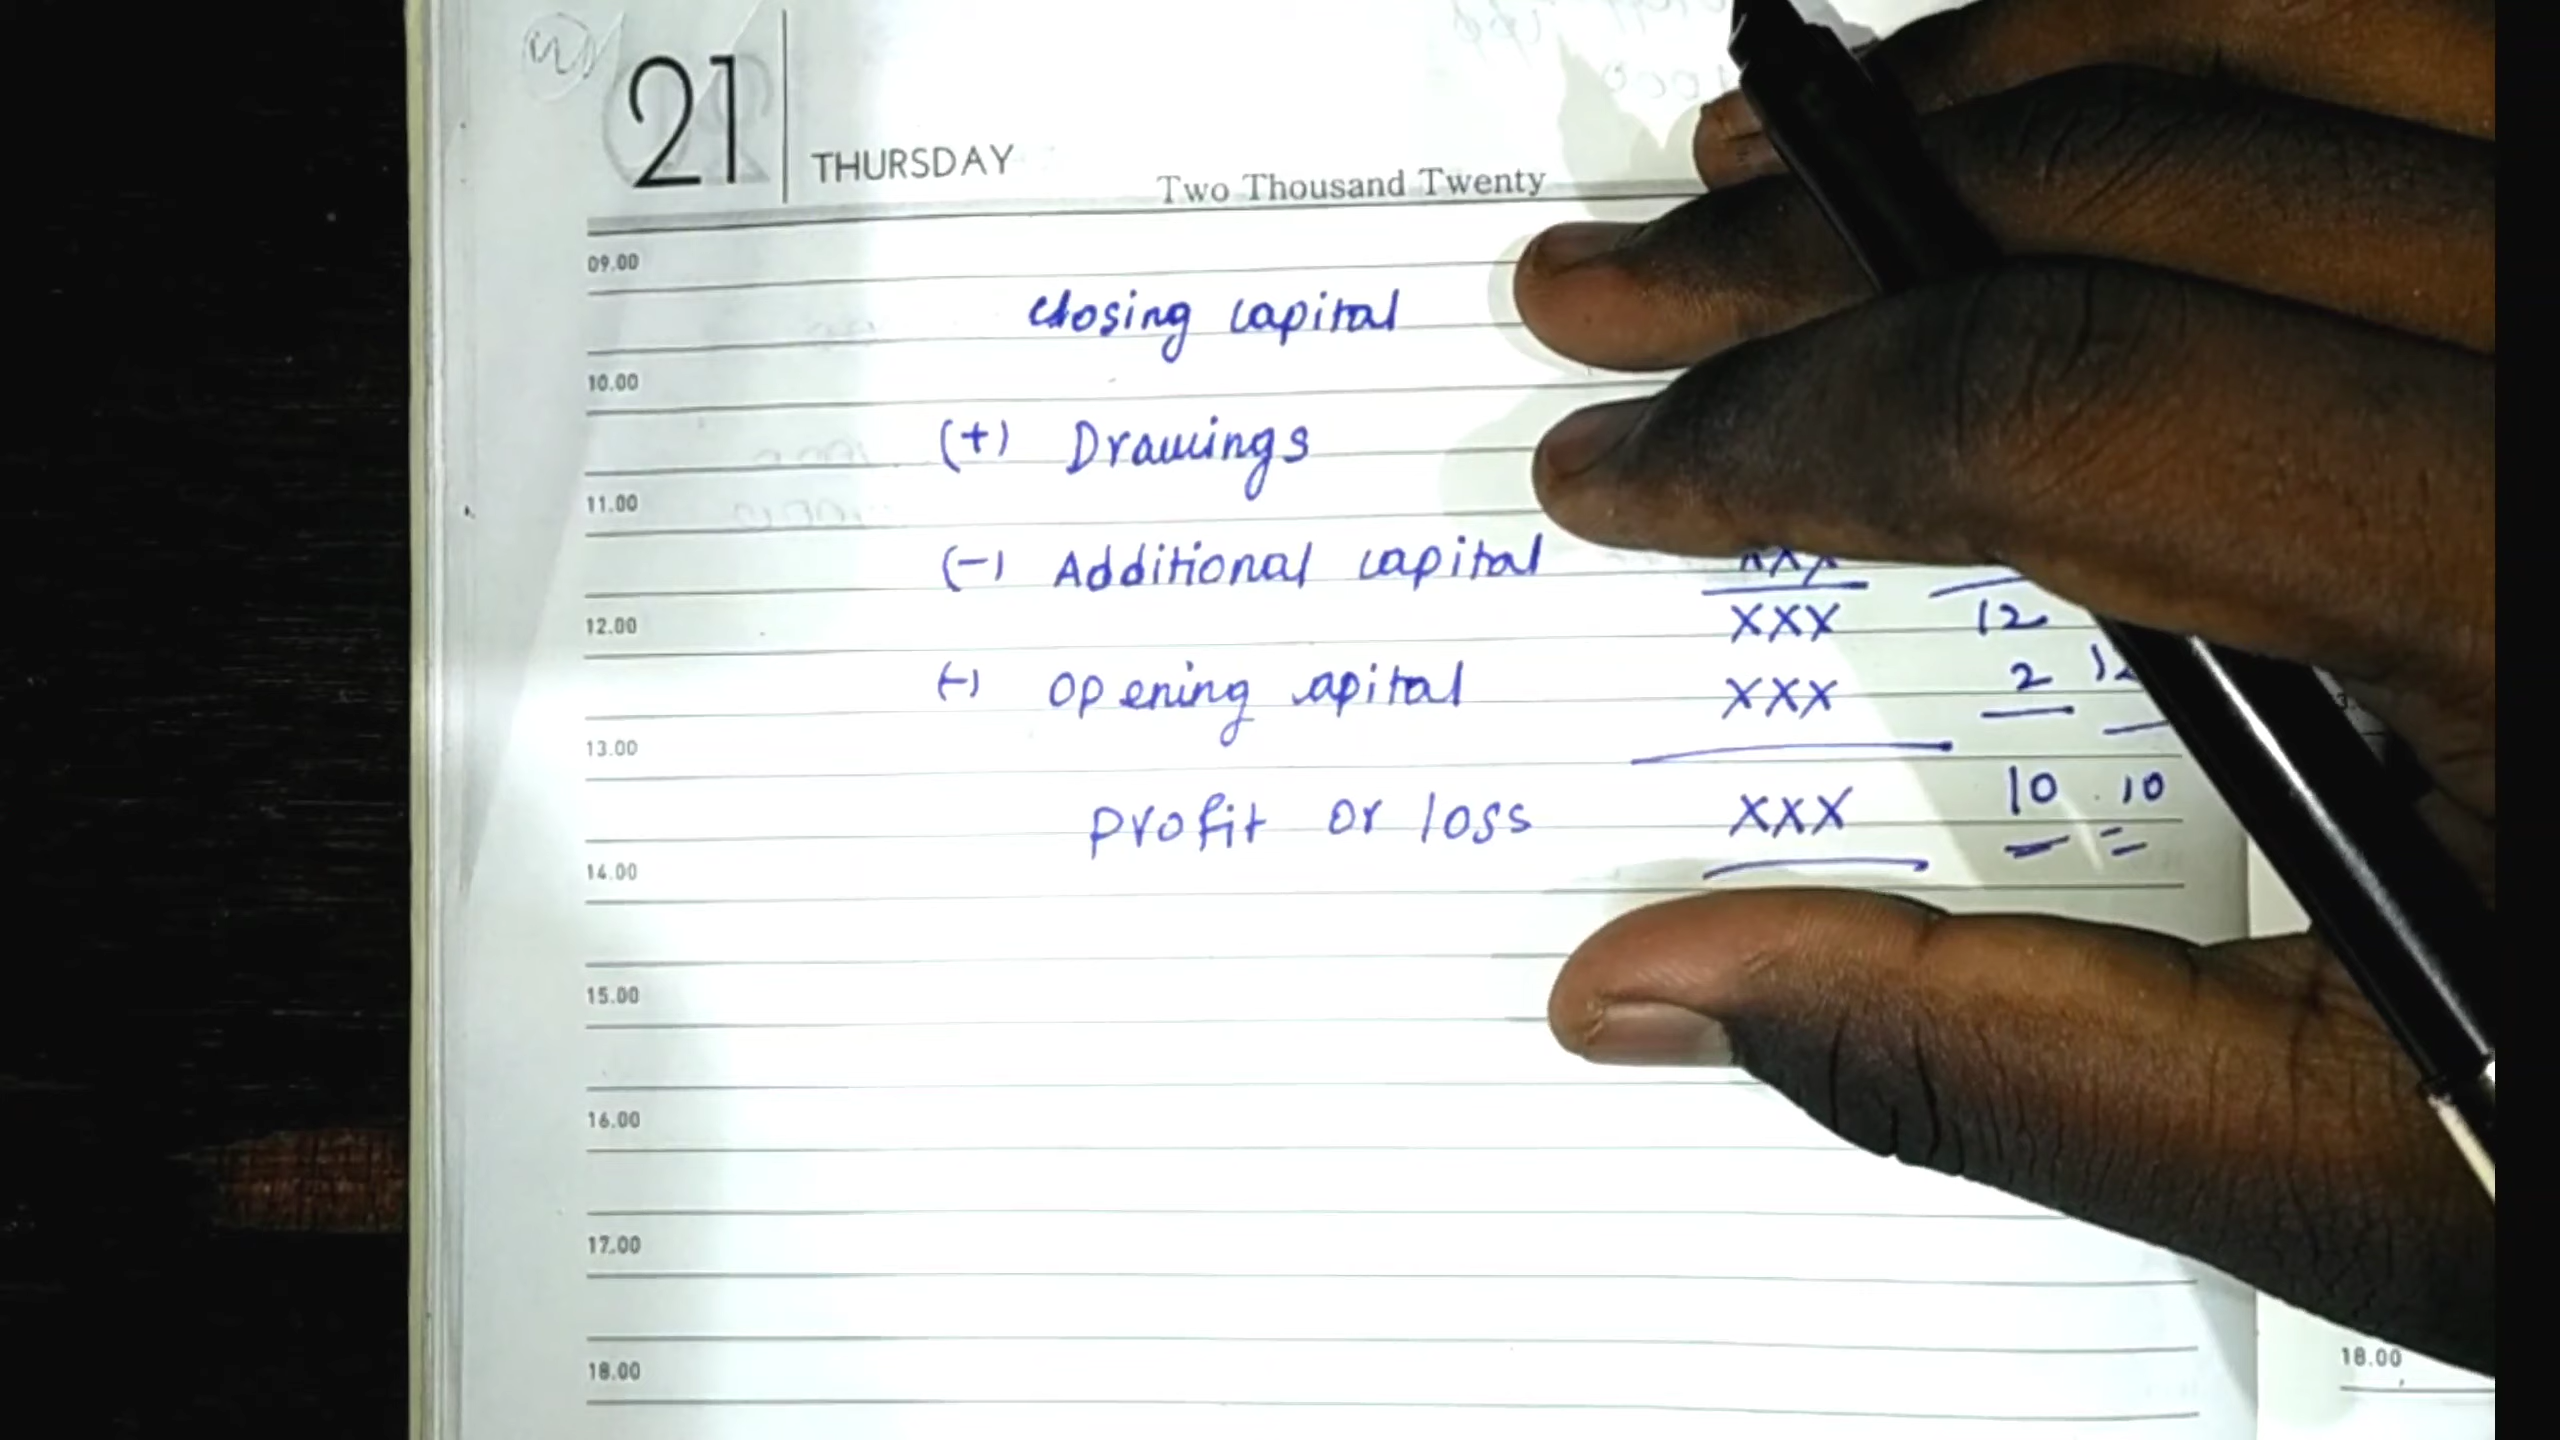 21 THURSDAY
Two Thousand Twenty
09.00
closing capital
10.00
(+) Drawings
11.00
(-) Additional capital XXX
12.00 XXX 12
(-) opening apital XXX 2
13.00
profit or loss XXX 10 10
14.00
15.00
16.00
17.00
18.00 18.00